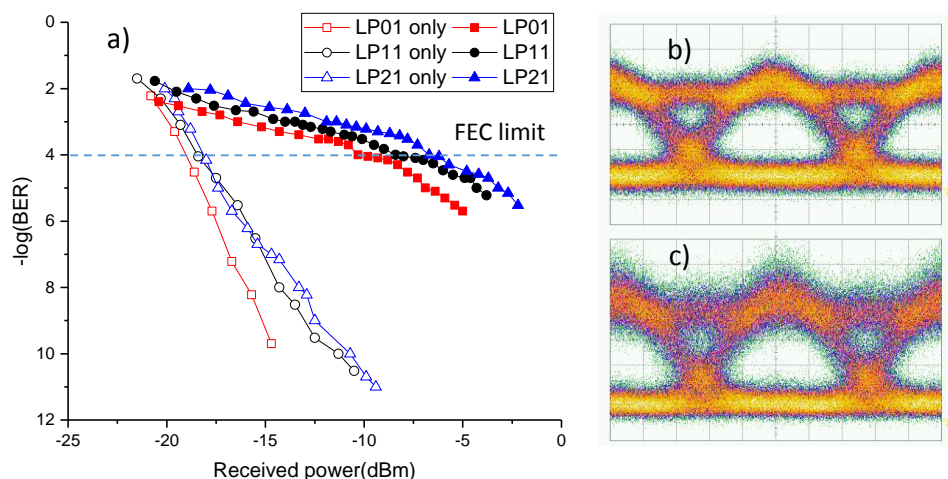 a)
LP01 only LP01
LP11 only LP11
LP21 only LP21
FEC limit
-log(BER)
0
2
4
6
8
10
12
-25 -20 -15 -10 -5 0
Received power(dBm)
b)
c)